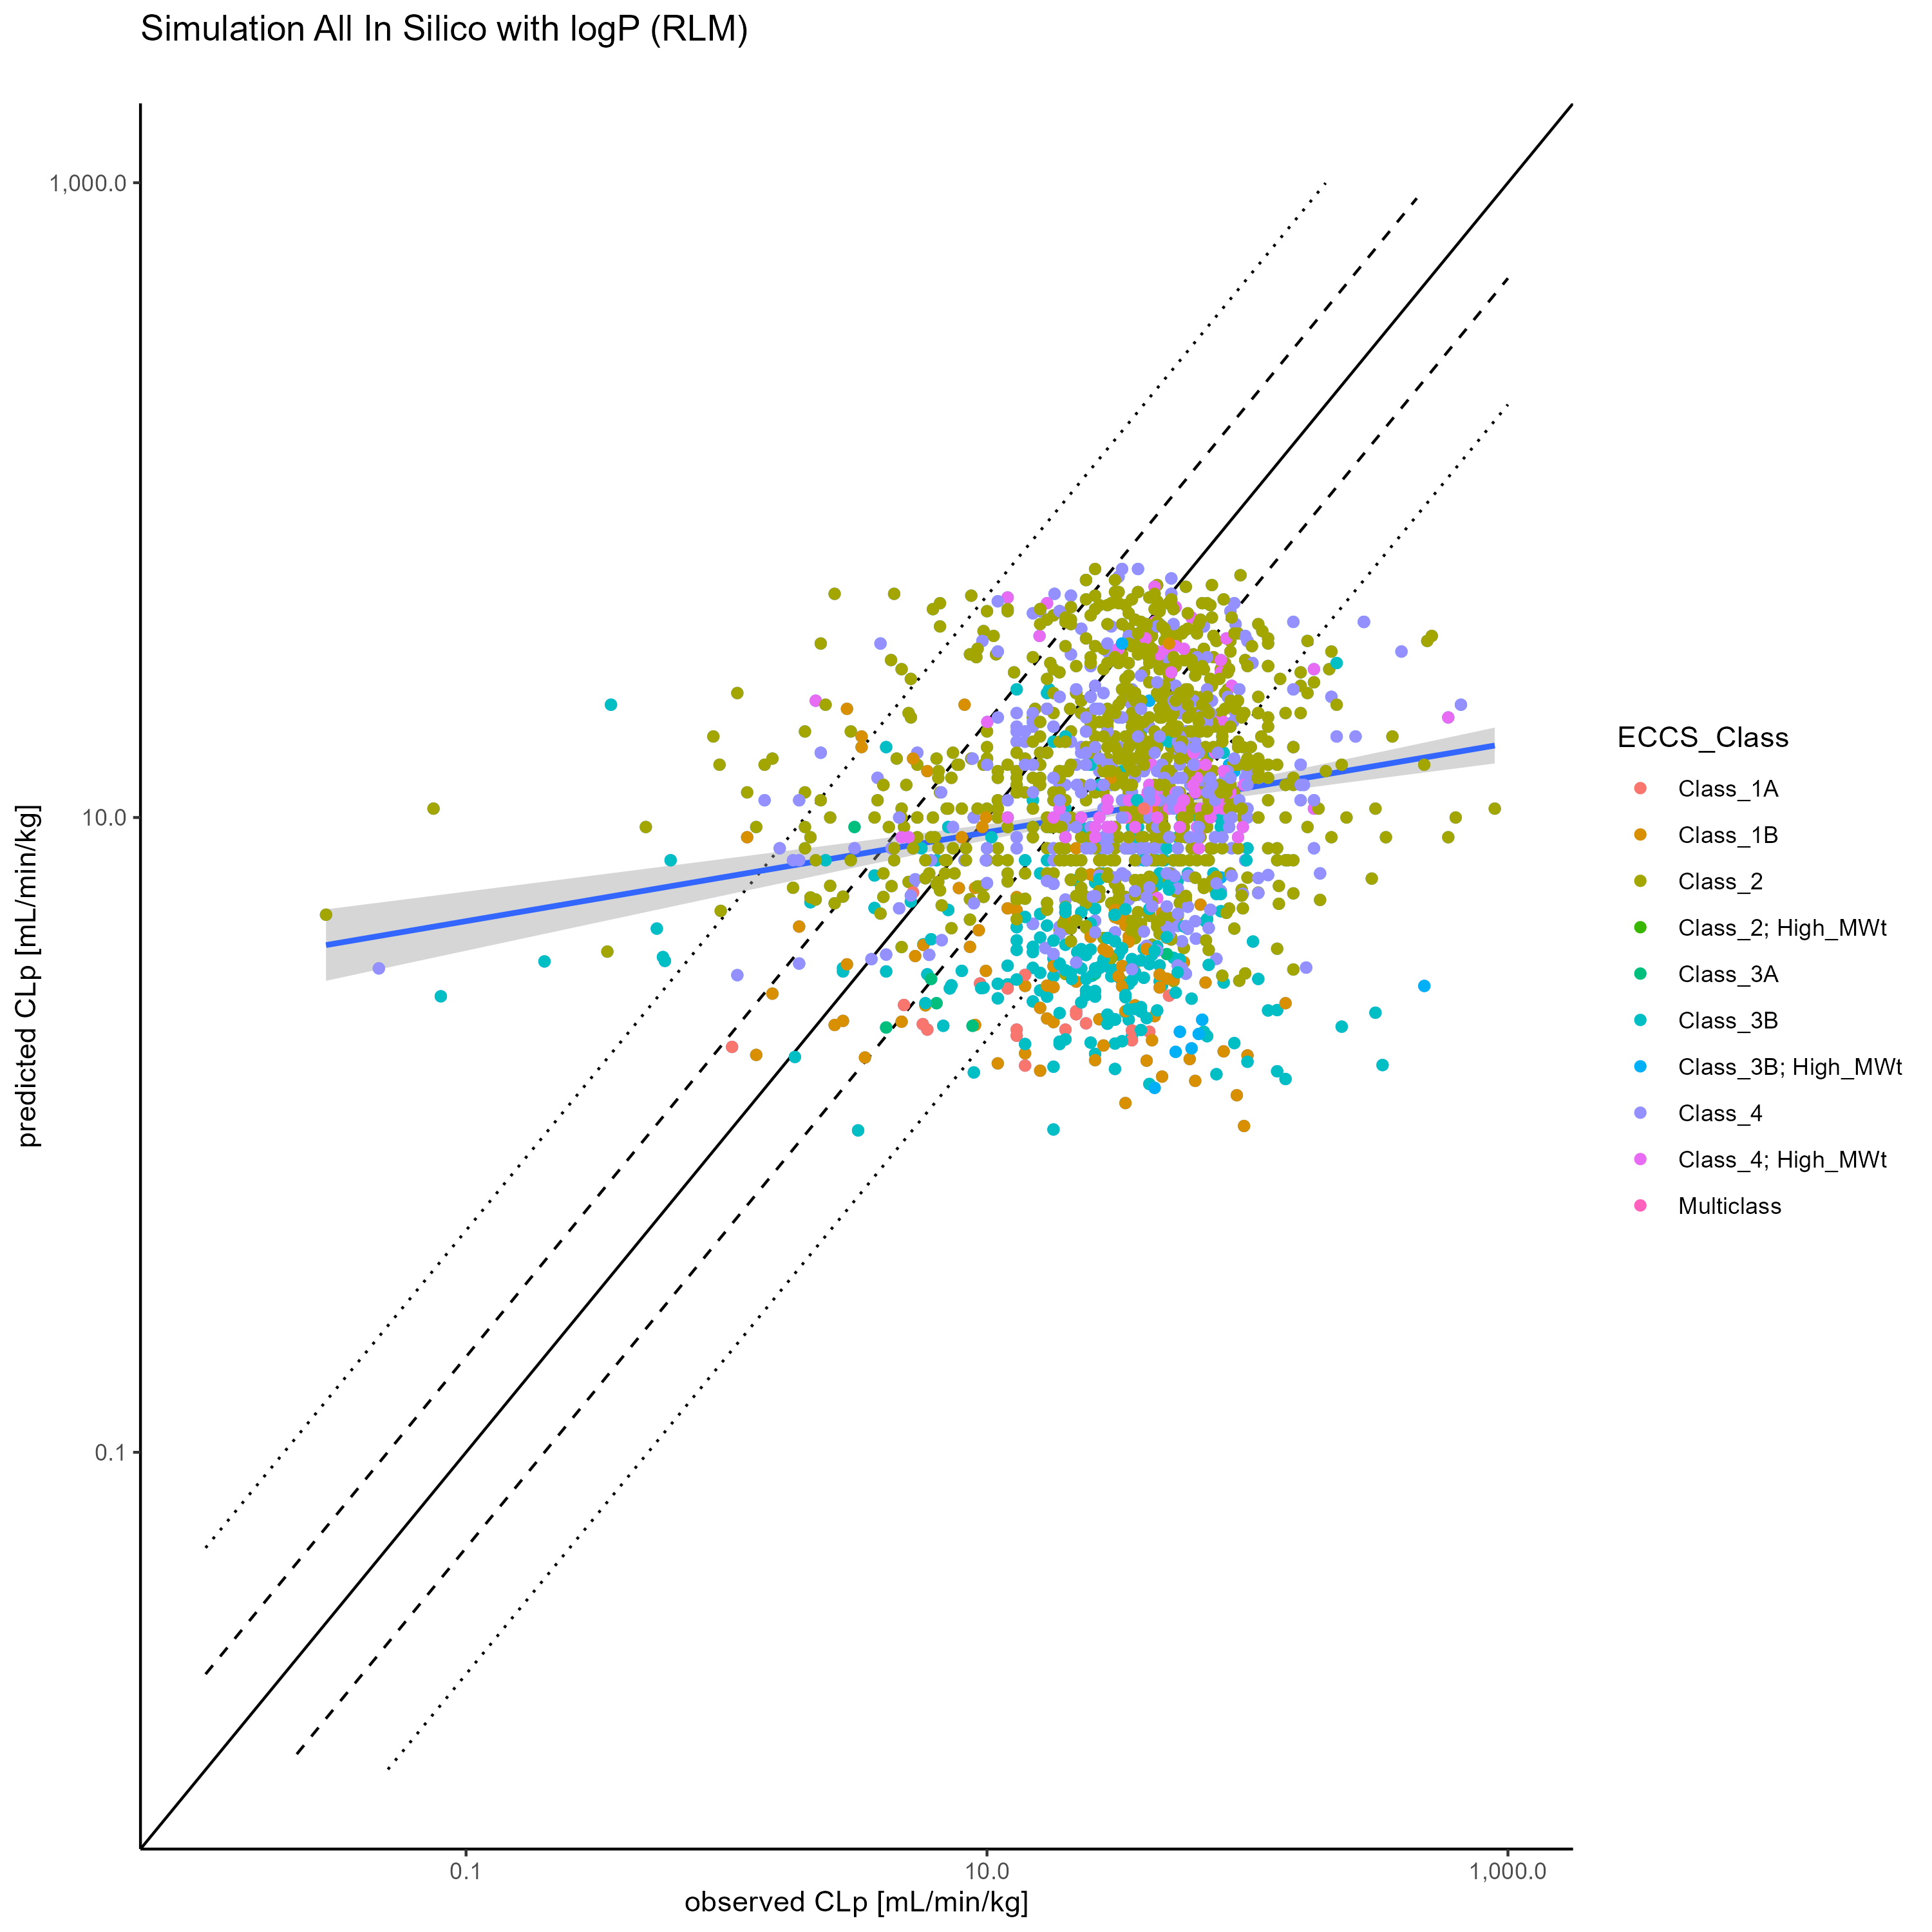 Simulation All In Silico with logP (RLM)
1,000.0
10.0
0.1
predicted CLp [mL/min/kg]
0.1
10.0
1,000.0
observed CLp [mL/min/kg]
ECCS_Class
Class_1A
Class_1B
Class_2
Class_2; High_MWt
Class_3A
Class_3B
Class_3B; High_MWt
Class_4
Class_4; High_MWt
Multiclass